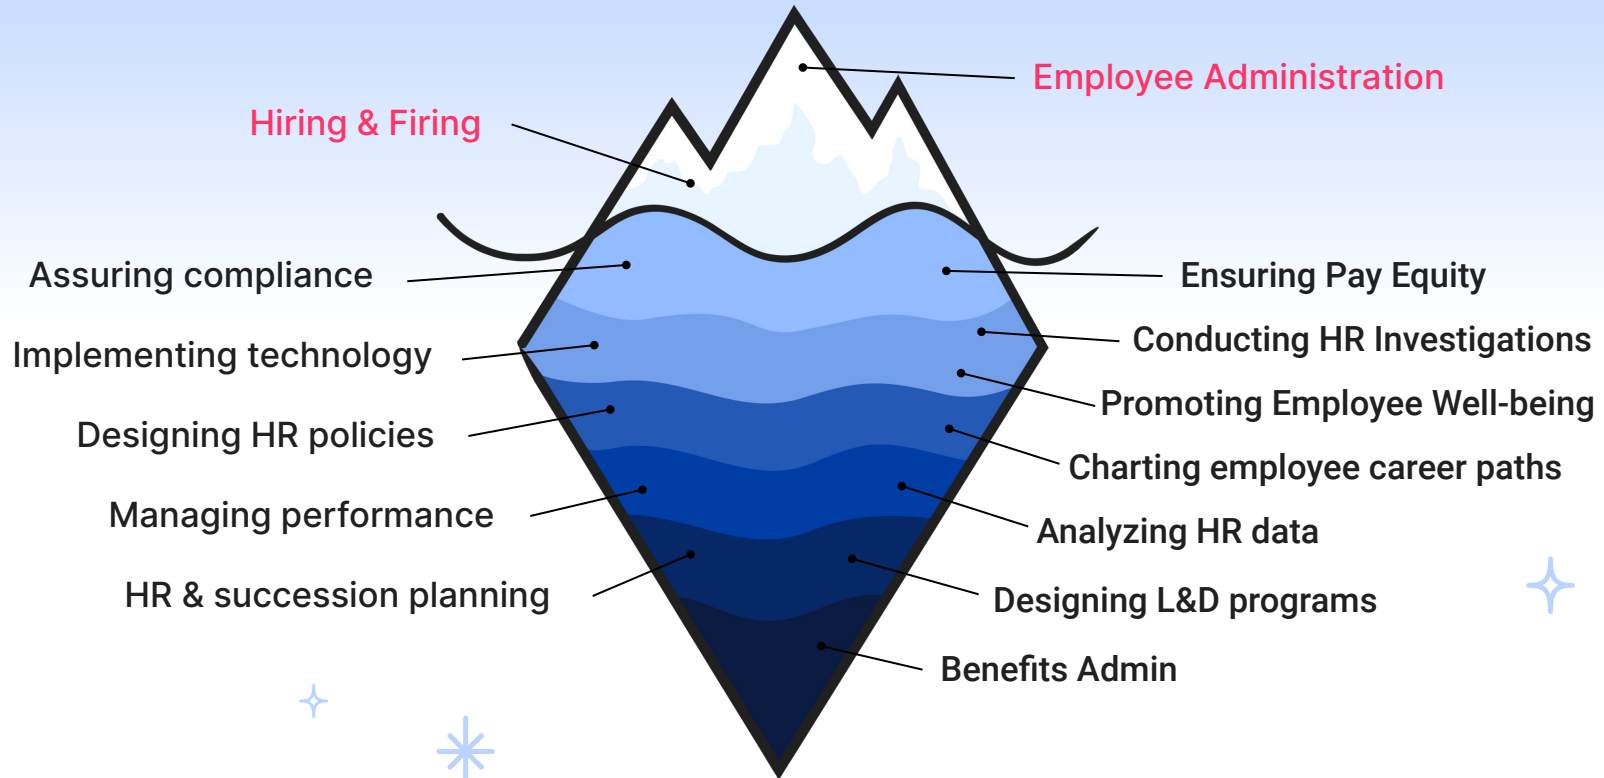 Employee Administration
Hiring & Firing
Assuring compliance
Implementing technology
Designing HR policies
Managing performance
HR & succession planning
Ensuring Pay Equity
Conducting HR Investigations
Promoting Employee Well-being
Charting employee career paths
Analyzing HR data
Designing L&D programs
Benefits Admin